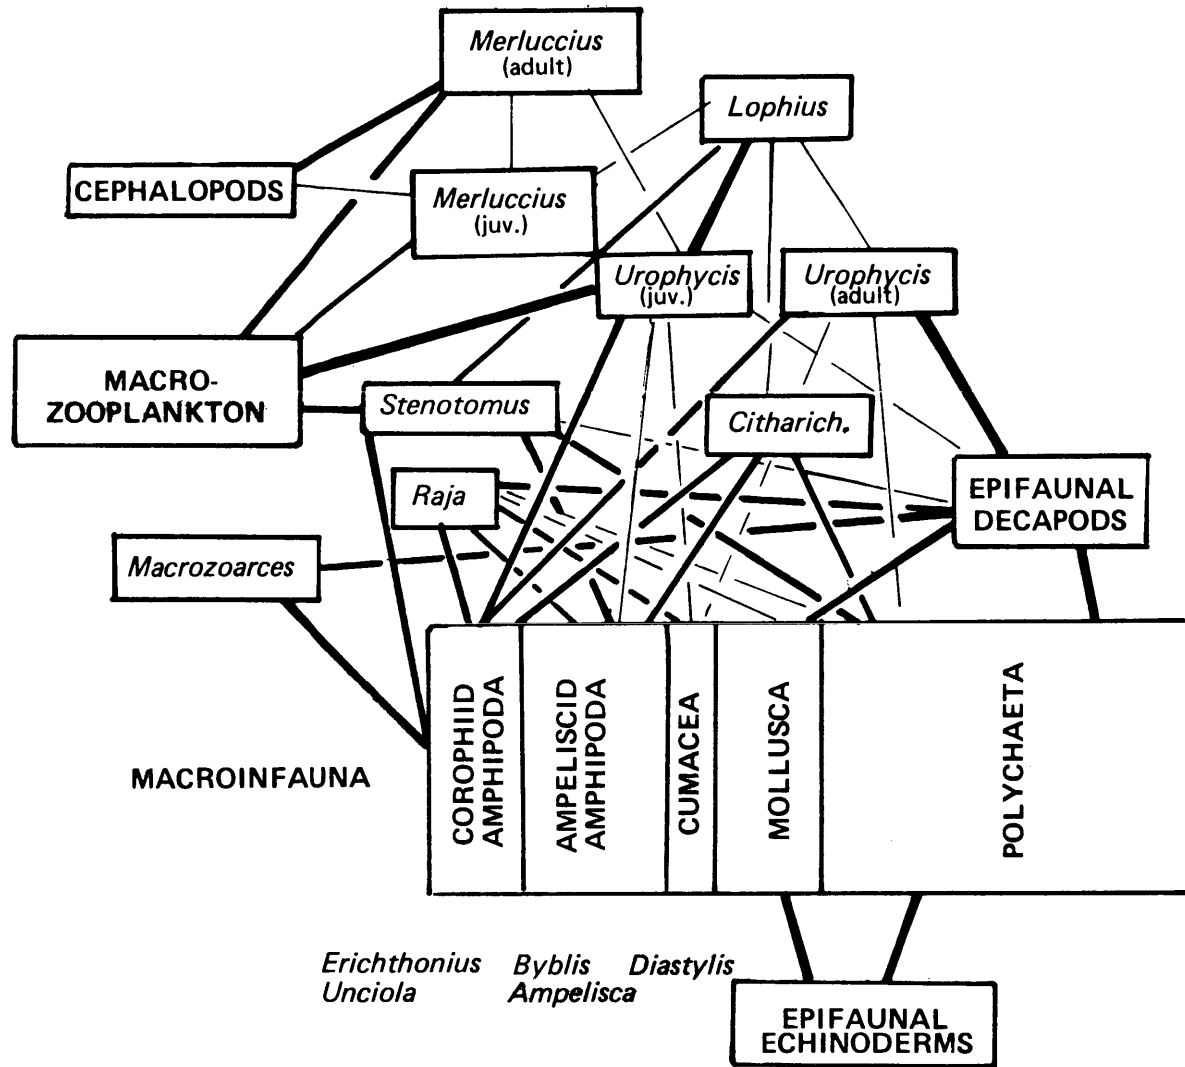 Merluccius
(adult)
Lophius
CEPHALOPODS
Merluccius
(juv.)
Urophycis
(juv.)
Urophycis
(adult)
MACRO-
ZOOPLANKTON
Stenotomus
Citharich.
Raja
EPIFAUNAL
DECAPODS
Macrozoarces
MACROINFAUNA
COROPHIID
AMPHIPODA
AMPELISCID
AMPHIPODA
CUMACEA
MOLLUSCA
POLYCHAETA
Erichthonius Byblis Diastylis
Unciola Ampelisca
EPIFAUNAL
ECHINODERMS